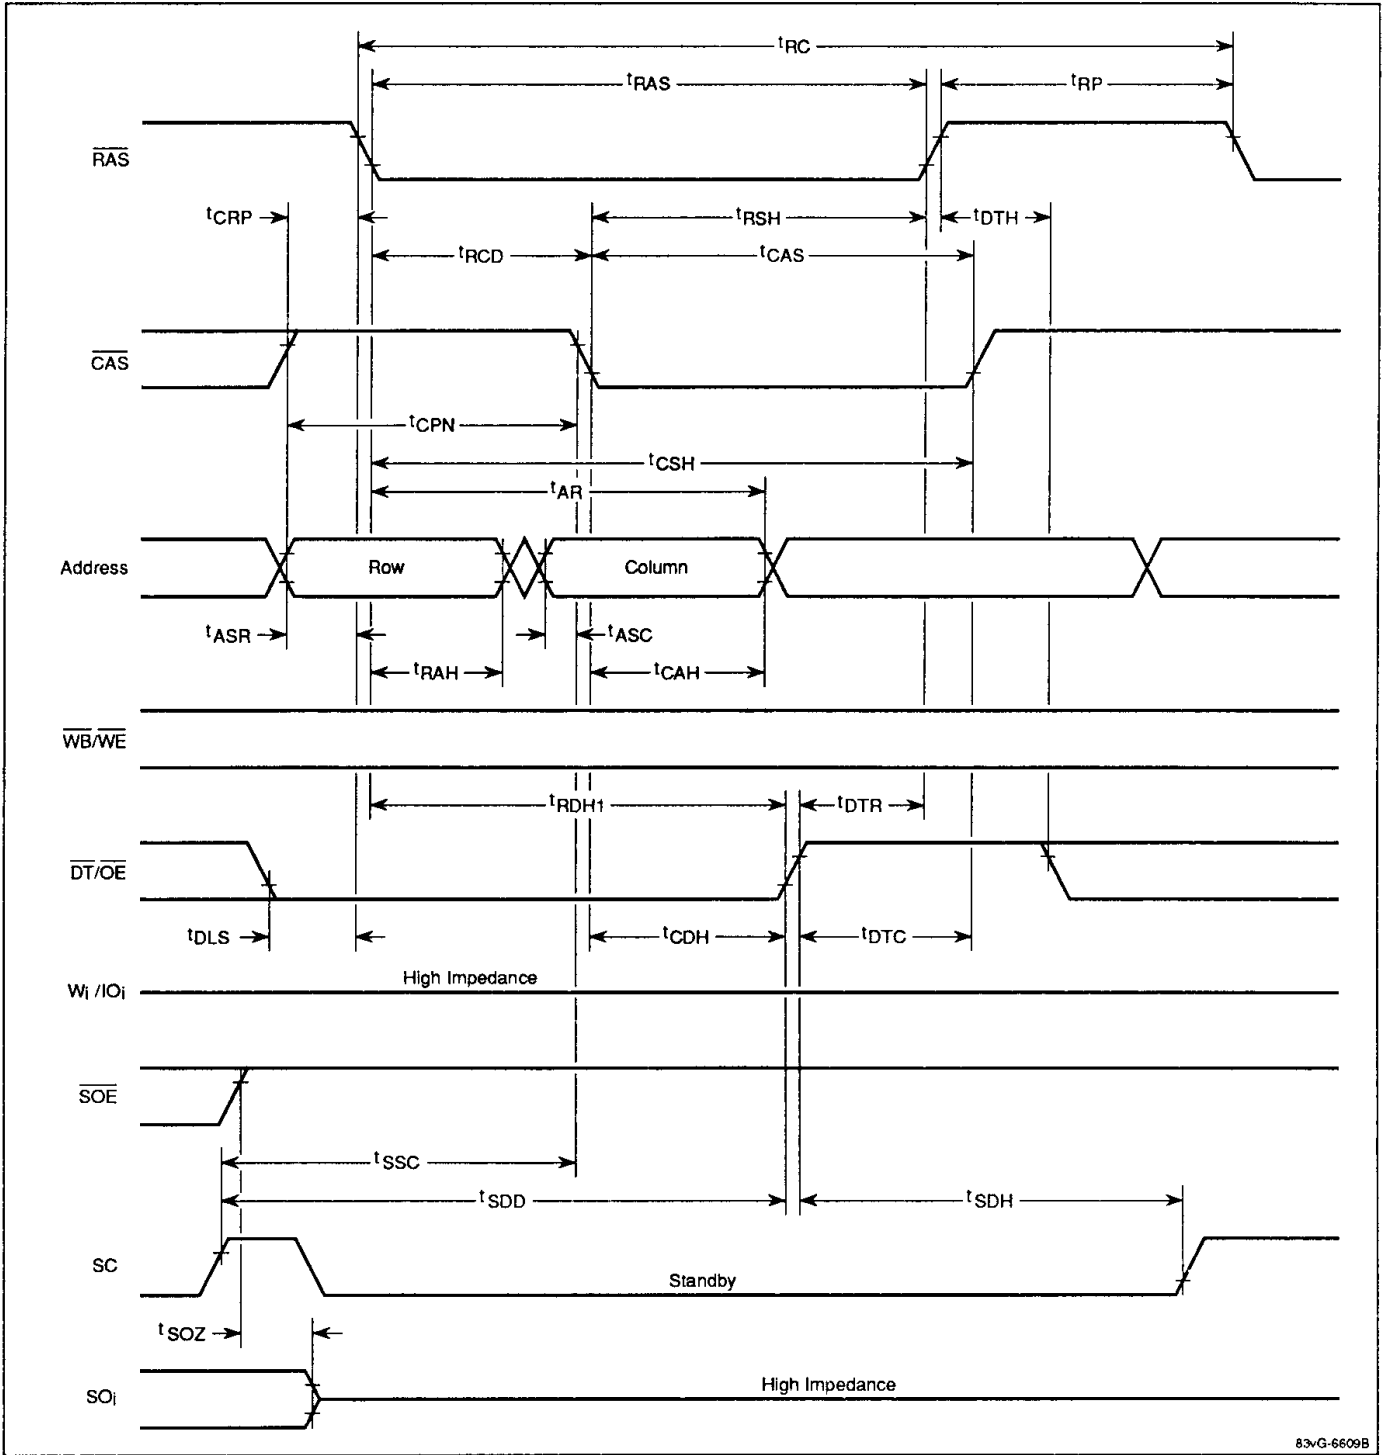 tRC
tRAS
tRP
RAS
tCRP
tRSH
tDTH
tRCD
tCAS
CAS
tCPN
tCSH
tAR
Address
Row
Column
tASR
tASC
tRAH
tCAH
WB/WE
tRDH1
tDTR
DT/OE
tDLS
tCDH
tDTC
High Impedance
Wi /IOi
SOE
tSSC
tSDD
tSDH
SC
Standby
tSOZ
High Impedance
SOi
83vG-6609B